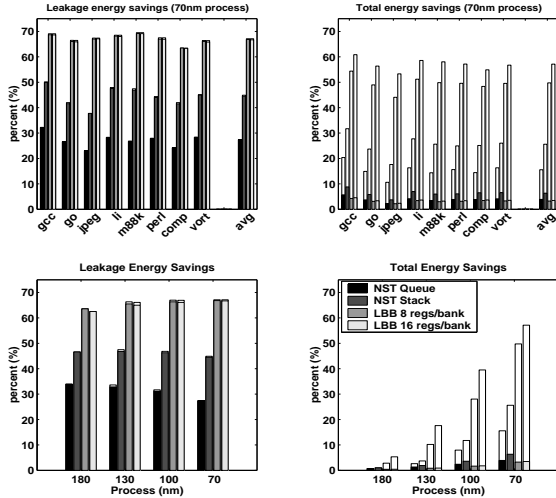 Leakage energy savings (70nm process)
percent (%)
70
60
50
40
30
20
10
0
gcc
go
jpeg
li
m88k
perl
comp
vort
avg
Total energy savings (70nm process)
percent (%)
70
60
50
40
30
20
10
0
gcc
go
jpeg
li
m88k
perl
comp
vort
avg
Leakage Energy Savings
percent (%)
70
60
50
40
30
20
10
0
180
130
100
70
Process (nm)
Total Energy Savings
NST Queue
NST Stack
LBB 8 regs/bank
LBB 16 regs/bank
percent (%)
70
60
50
40
30
20
10
0
180
130
100
70
Process (nm)